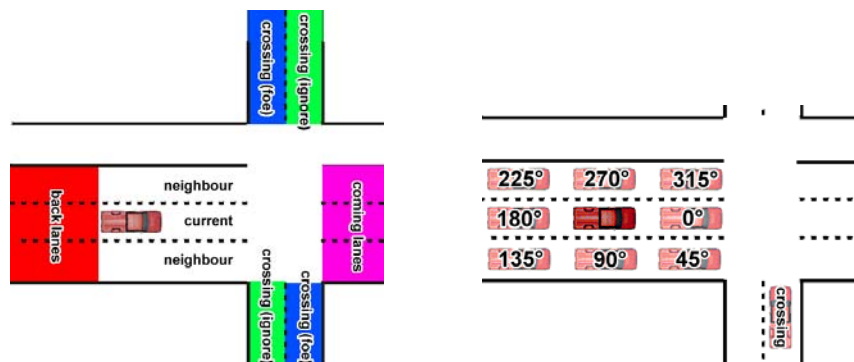 crossing (foe)
crossing (ignore)
back lanes
neighbour
current
neighbour
coming lanes
crossing (ignore)
crossing (foe)
225° 270° 315°
180° 0°
135° 90° 45°
crossing